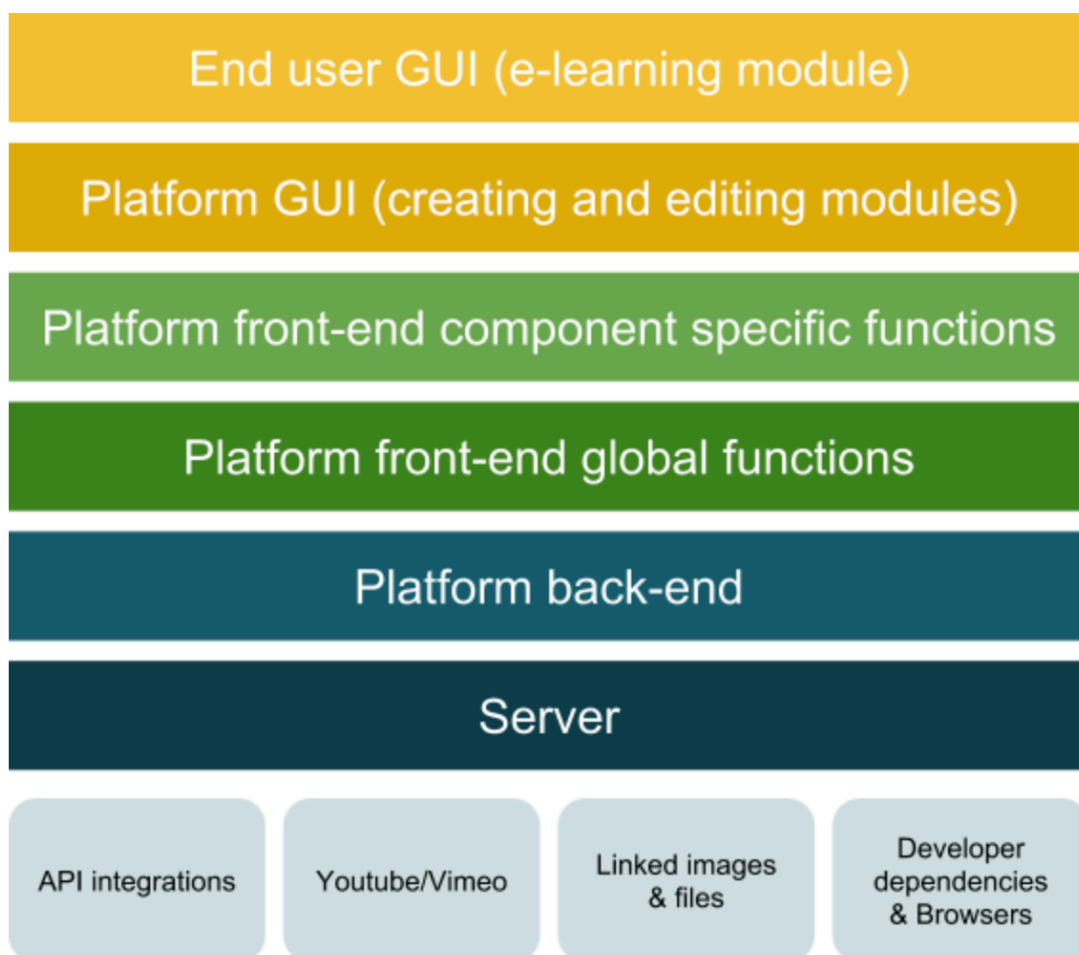 End user GUI (e-learning module)
Platform GUI (creating and editing modules)
Platform front-end component specific functions
Platform front-end global functions
Platform back-end
Server
API integrations
Youtube/Vimeo
Linked images
& files
Developer
dependencies
& Browsers